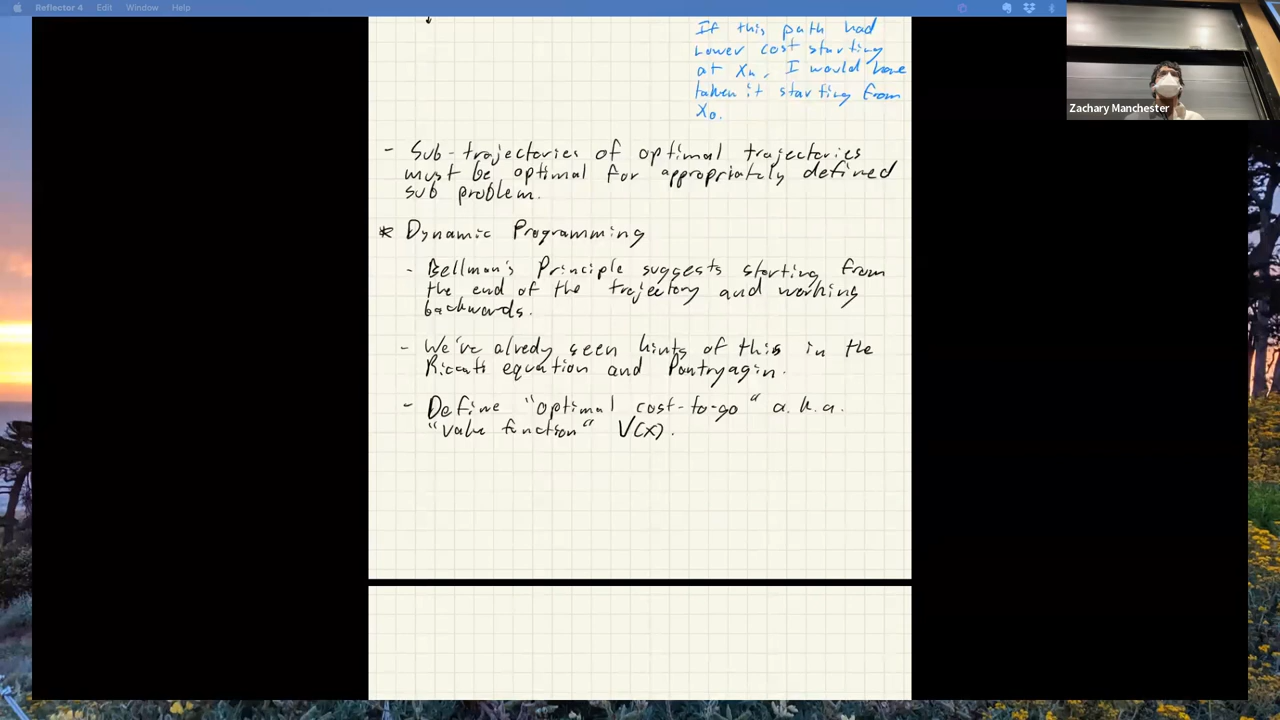 Reflector 4 Edit Window Help
If this path had
lower cost starting
at Xn, I would have
taken it starting from
X0.
Zachary Manchester
- Sub-trajectories of optimal trajectories
must be optimal for appropriately defined
sub problem.
* Dynamic Programming
- Bellman's Principle suggests starting from
the end of the trajectory and working
backwards.
- We've alredy seen hints of this in the
Riccati equation and Pontryagin.
- Define "optimal cost-to-go" a.k.a.
"value function" V(x).